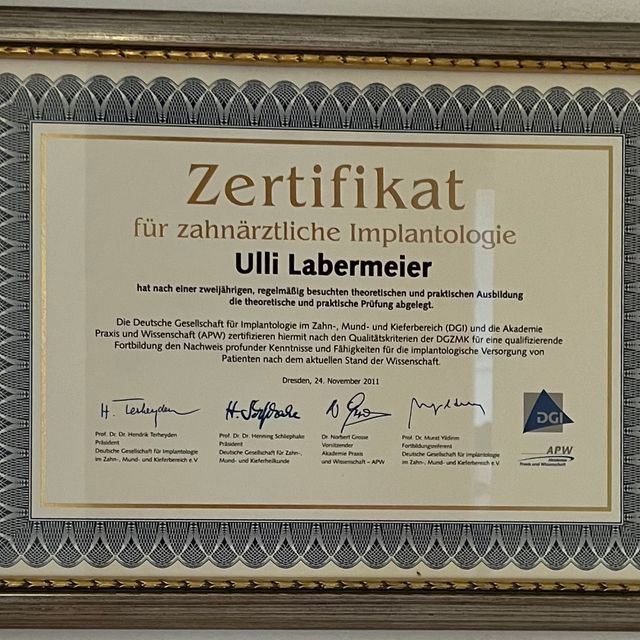 Zertifikat
für zahnärztliche Implantologie
Ulli Labermeier
hat nach einer zweijährigen, regelmäßig besuchten theoretischen und praktischen Ausbildung
die theoretische und praktische Prüfung abgelegt.
Die Deutsche Gesellschaft für Implantologie im Zahn-, Mund- und Kieferbereich (DGI) und die Akademie
Praxis und Wissenschaft (APW) zertifizieren hiermit nach den Qualitätskriterien der DGZMK für eine qualifizierende
Fortbildung den Nachweis profunder Kenntnisse und Fähigkeiten für die implantologische Versorgung von
Patienten nach dem aktuellen Stand der Wissenschaft.
Dresden, 24. November 2011
H. Terheyden
Prof. Dr. Dr. Hendrik Terheyden
Präsident
Deutsche Gesellschaft für Implantologie
im Zahn-, Mund- und Kieferbereich e.V
Prof. Dr. Dr. Henning Schliephake
Präsident
Deutsche Gesellschaft für Zahn-,
Mund- und Kieferheilkunde
Dr. Norbert Grosse
Vorsitzender
Akademie Praxis
und Wissenschaft – APW
Prof. Dr. Murat Yildirim
Fortbildungsreferent
Deutsche Gesellschaft für Implantologie
im Zahn-, Mund- und Kieferbereich e.V.
DGI
APW
Akademie
Praxis und Wissenschaft